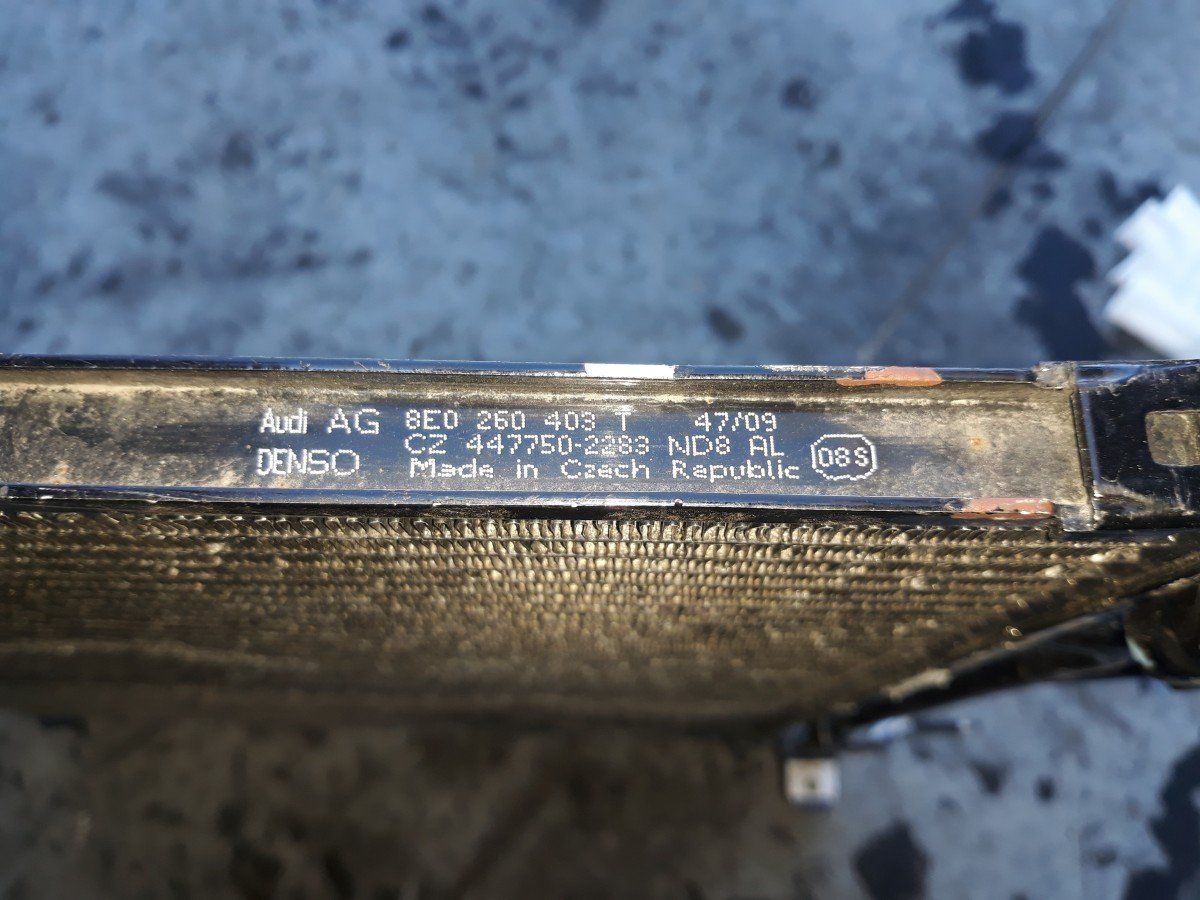 Audi AG 8E0 260 403 T 47/09
CZ 447750-2283 ND8 AL
DENSO Made in Czech Republic 08S